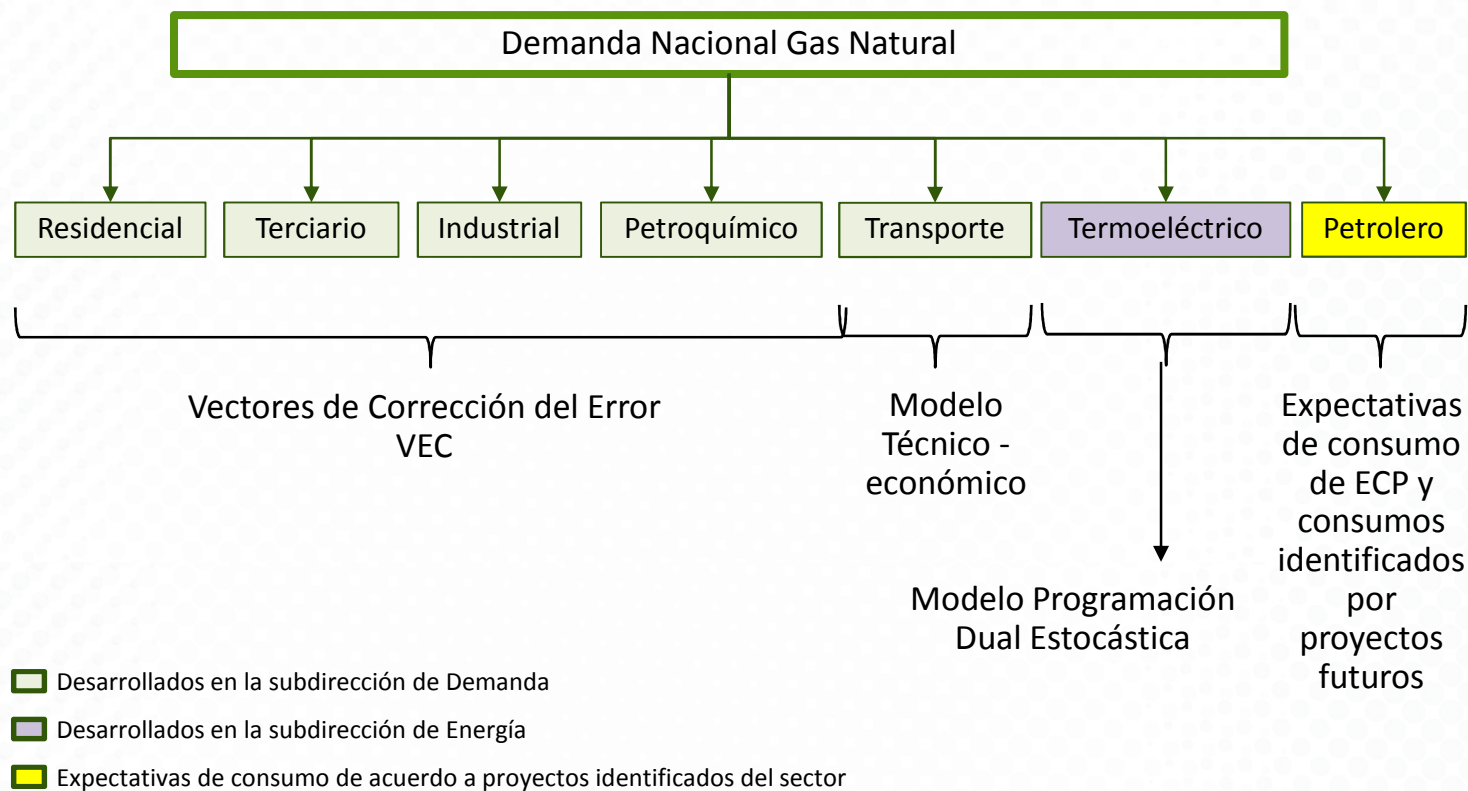 Demanda Nacional Gas Natural
Residencial
Terciario
Industrial
Petroquímico
Transporte
Termoeléctrico
Petrolero
Vectores de Corrección del Error
VEC
Modelo
Técnico -
económico
Modelo Programación
Dual Estocástica
Expectativas
de consumo
de ECP y
consumos
identificados
por
proyectos
futuros
Desarrollados en la subdirección de Demanda
Desarrollados en la subdirección de Energía
Expectativas de consumo de acuerdo a proyectos identificados del sector